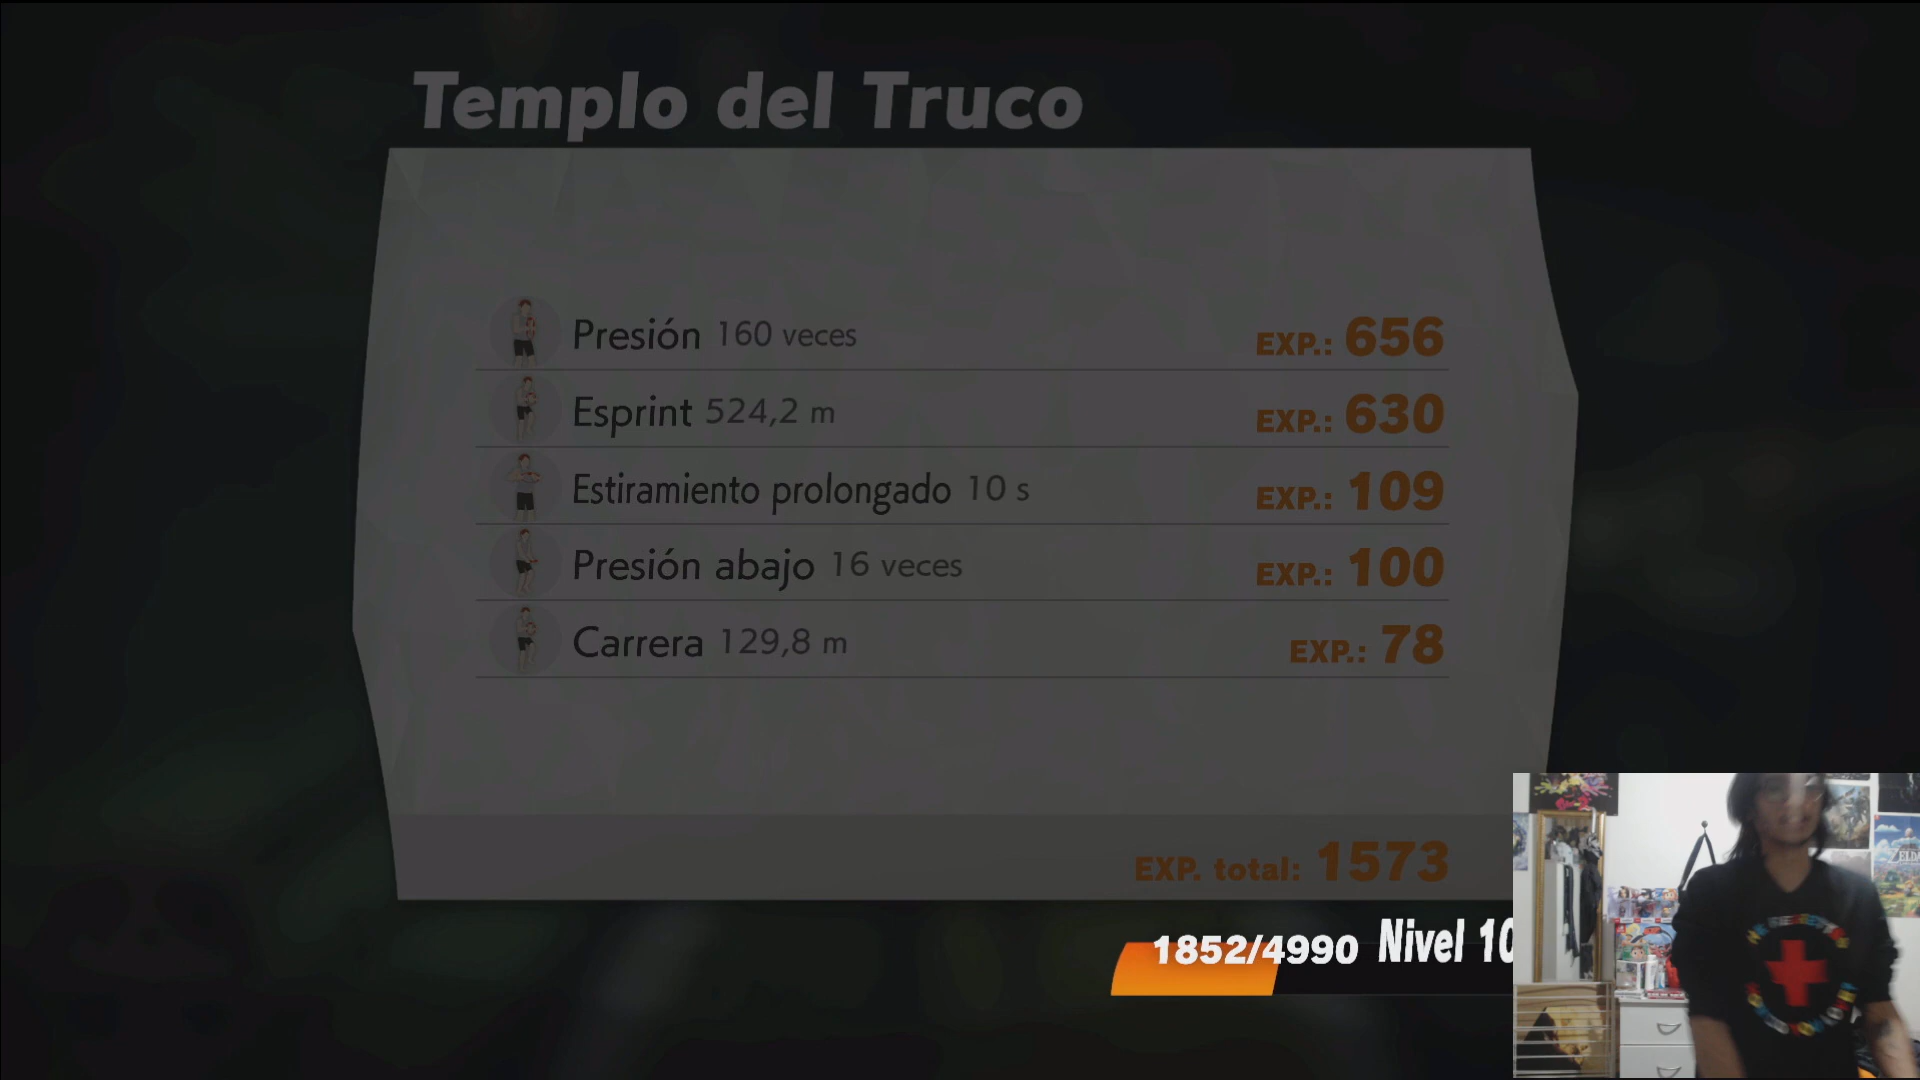 Templo del Truco
Presión 160 veces EXP.: 656
Esprint 524,2 m EXP.: 630
Estiramiento prolongado 10 s EXP.: 109
Presión abajo 16 veces EXP.: 100
Carrera 129,8 m EXP.: 78
EXP. total: 1573
1852/4990 Nivel 10
ZELDA